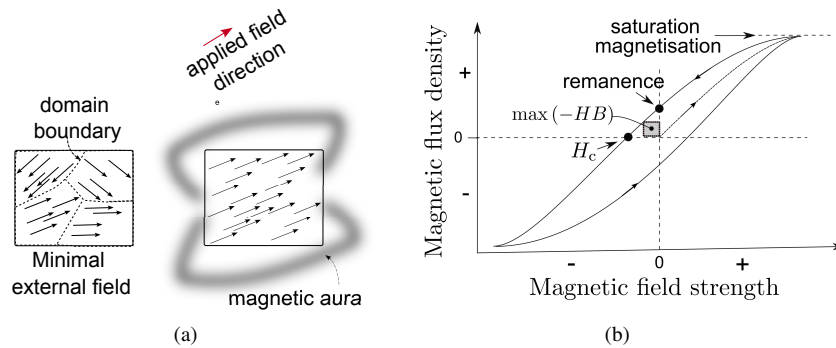 applied field
direction
e
domain
boundary
Minimal
external field
magnetic aura
(a)
saturation
magnetisation
remanence
max (−HB)
Hc
Magnetic flux density
+
0
-
-
0
+
Magnetic field strength
(b)